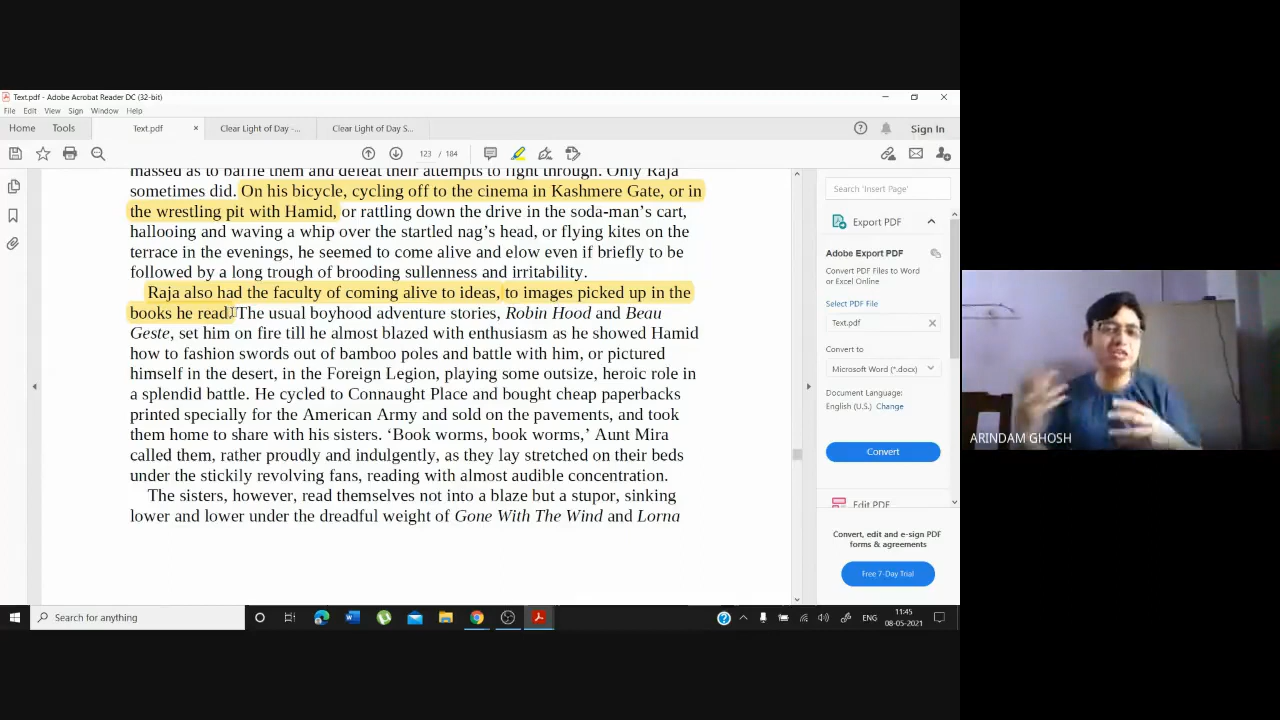 Text.pdf - Adobe Acrobat Reader DC (32-bit)
File Edit View Sign Window Help
Home Tools Text.pdf × Clear Light of Day -... Clear Light of Day S... Sign In
123 / 184
massed as to baffle them and defeat their attempts to fight through. Only Raja
sometimes did. On his bicycle, cycling off to the cinema in Kashmere Gate, or in
the wrestling pit with Hamid, or rattling down the drive in the soda-man's cart,
hallooing and waving a whip over the startled nag's head, or flying kites on the
terrace in the evenings, he seemed to come alive and elow even if briefly to be
followed by a long trough of brooding sullenness and irritability.
Raja also had the faculty of coming alive to ideas, to images picked up in the
books he read. The usual boyhood adventure stories, Robin Hood and Beau
Geste, set him on fire till he almost blazed with enthusiasm as he showed Hamid
how to fashion swords out of bamboo poles and battle with him, or pictured
himself in the desert, in the Foreign Legion, playing some outsize, heroic role in
a splendid battle. He cycled to Connaught Place and bought cheap paperbacks
printed specially for the American Army and sold on the pavements, and took
them home to share with his sisters. ‘Book worms, book worms,’ Aunt Mira
called them, rather proudly and indulgently, as they lay stretched on their beds
under the stickily revolving fans, reading with almost audible concentration.
The sisters, however, read themselves not into a blaze but a stupor, sinking
lower and lower under the dreadful weight of Gone With The Wind and Lorna
Search 'Insert Page'
Export PDF
Adobe Export PDF
Convert PDF Files to Word
or Excel Online
Select PDF File
Text.pdf
Convert to
Microsoft Word (*.docx)
Document Language:
English (U.S.) Change
Convert
Edit PDF
Convert, edit and e-sign PDF
forms & agreements
Free 7-Day Trial
ARINDAM GHOSH
Search for anything
ENG
11:45
08-05-2021